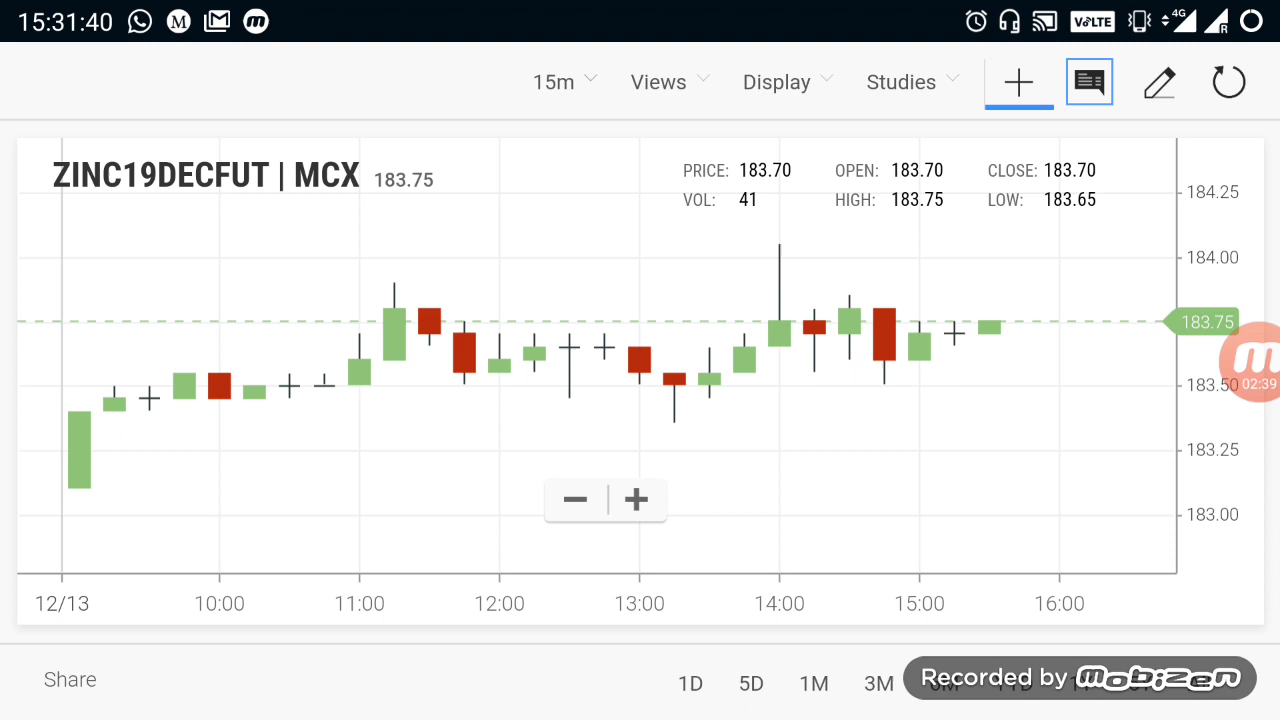 15:31:40 M M m VoLTE 4G R
15m Views Display Studies
ZINC19DECFUT | MCX 183.75
PRICE: 183.70 OPEN: 183.70 CLOSE: 183.70
VOL: 41 HIGH: 183.75 LOW: 183.65
184.25
184.00
183.75
183.50
183.25
183.00
m
02:39
12/13 10:00 11:00 12:00 13:00 14:00 15:00 16:00
Share 1D 5D 1M 3M
Recorded by mobizen